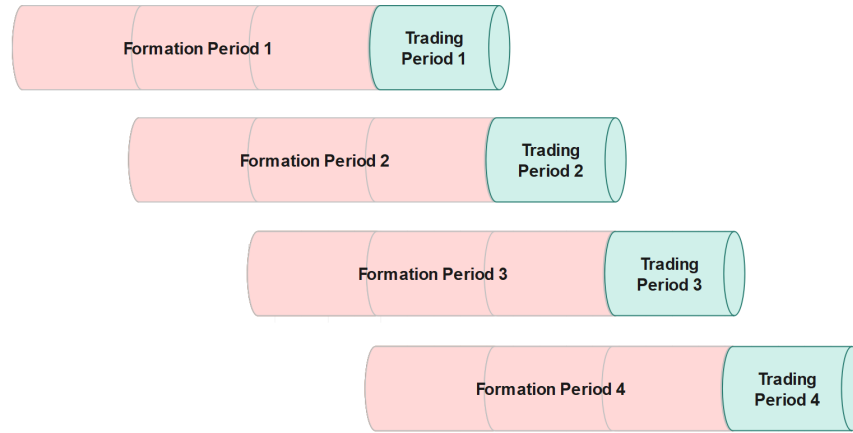 Formation Period 1
Trading
Period 1
Formation Period 2
Trading
Period 2
Formation Period 3
Trading
Period 3
Formation Period 4
Trading
Period 4